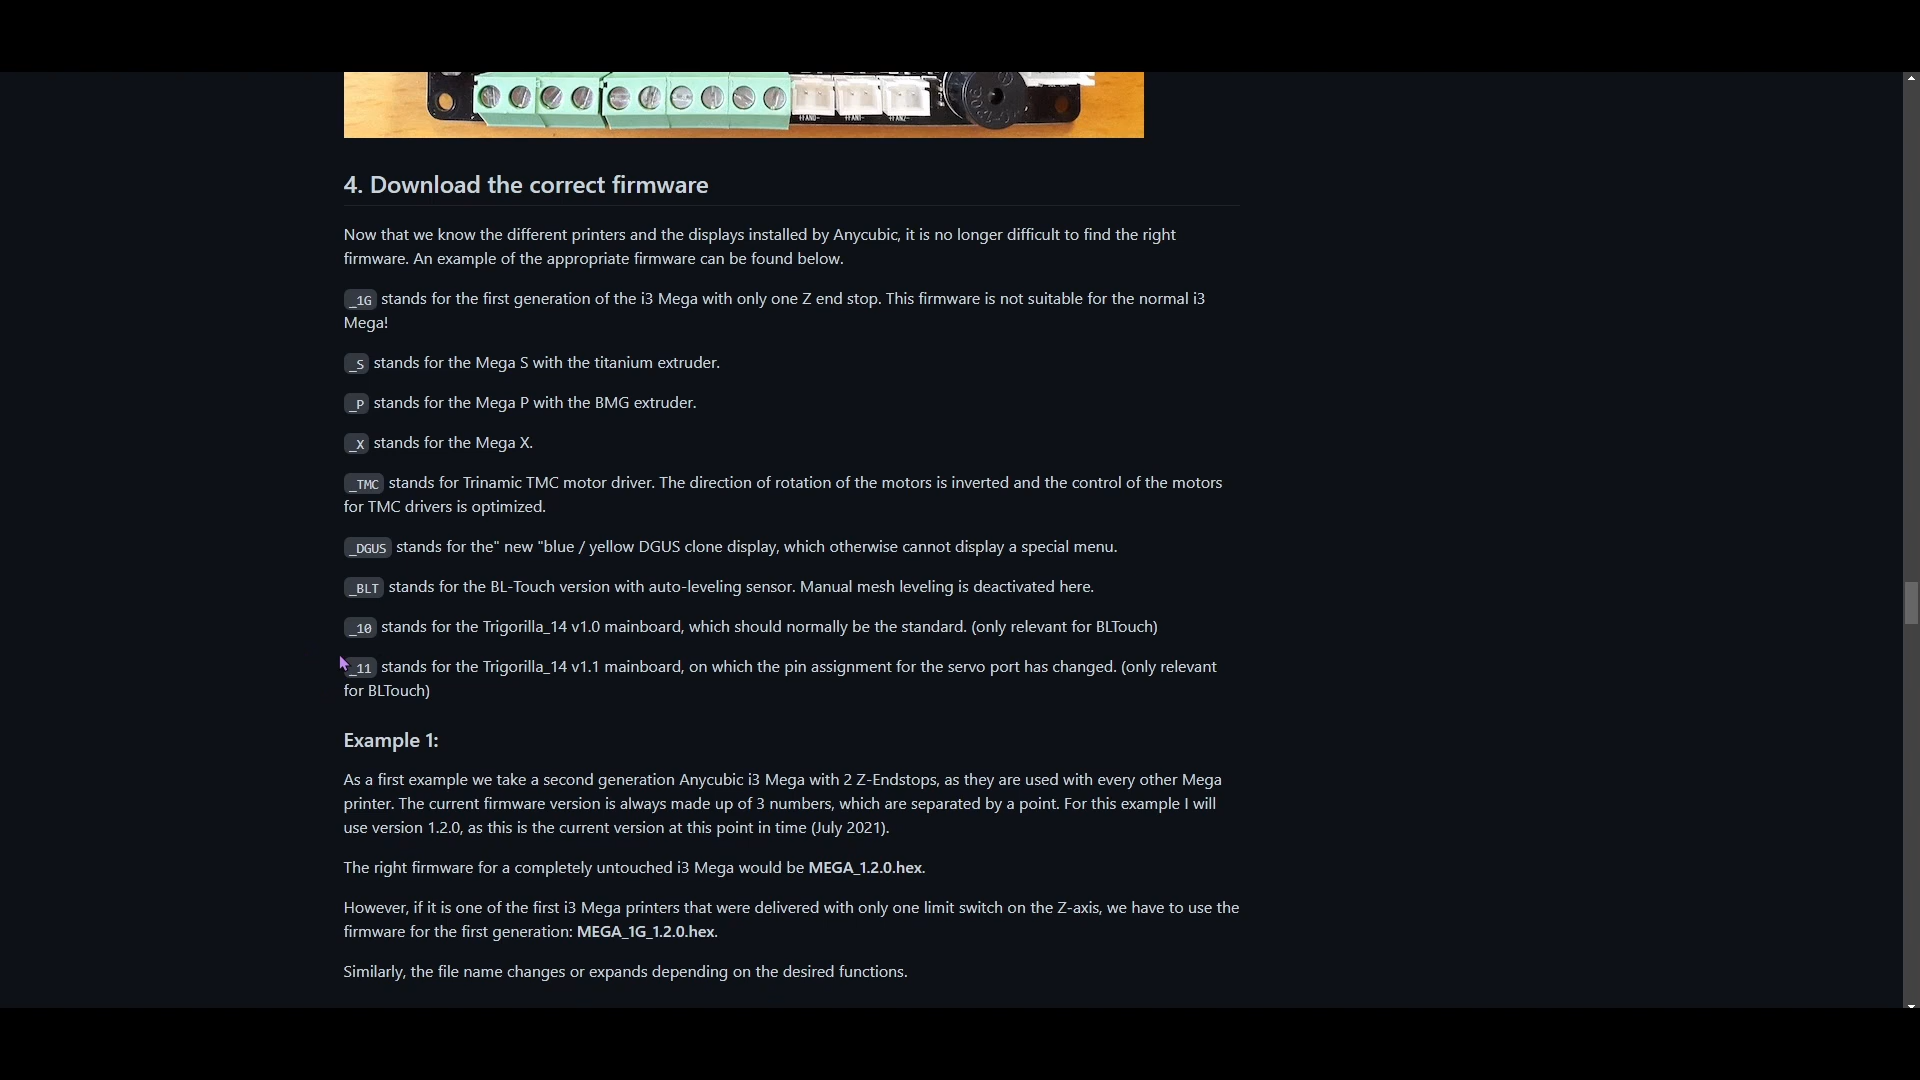 +FAN0- +FAN1- +FAN2-
4. Download the correct firmware
Now that we know the different printers and the displays installed by Anycubic, it is no longer difficult to find the right
firmware. An example of the appropriate firmware can be found below.
_1G stands for the first generation of the i3 Mega with only one Z end stop. This firmware is not suitable for the normal i3
Mega!
_S stands for the Mega S with the titanium extruder.
_P stands for the Mega P with the BMG extruder.
_X stands for the Mega X.
_TMC stands for Trinamic TMC motor driver. The direction of rotation of the motors is inverted and the control of the motors
for TMC drivers is optimized.
_DGUS stands for the" new "blue / yellow DGUS clone display, which otherwise cannot display a special menu.
_BLT stands for the BL-Touch version with auto-leveling sensor. Manual mesh leveling is deactivated here.
_10 stands for the Trigorilla_14 v1.0 mainboard, which should normally be the standard. (only relevant for BLTouch)
_11 stands for the Trigorilla_14 v1.1 mainboard, on which the pin assignment for the servo port has changed. (only relevant
for BLTouch)
Example 1:
As a first example we take a second generation Anycubic i3 Mega with 2 Z-Endstops, as they are used with every other Mega
printer. The current firmware version is always made up of 3 numbers, which are separated by a point. For this example I will
use version 1.2.0, as this is the current version at this point in time (July 2021).
The right firmware for a completely untouched i3 Mega would be MEGA_1.2.0.hex.
However, if it is one of the first i3 Mega printers that were delivered with only one limit switch on the Z-axis, we have to use the
firmware for the first generation: MEGA_1G_1.2.0.hex.
Similarly, the file name changes or expands depending on the desired functions.